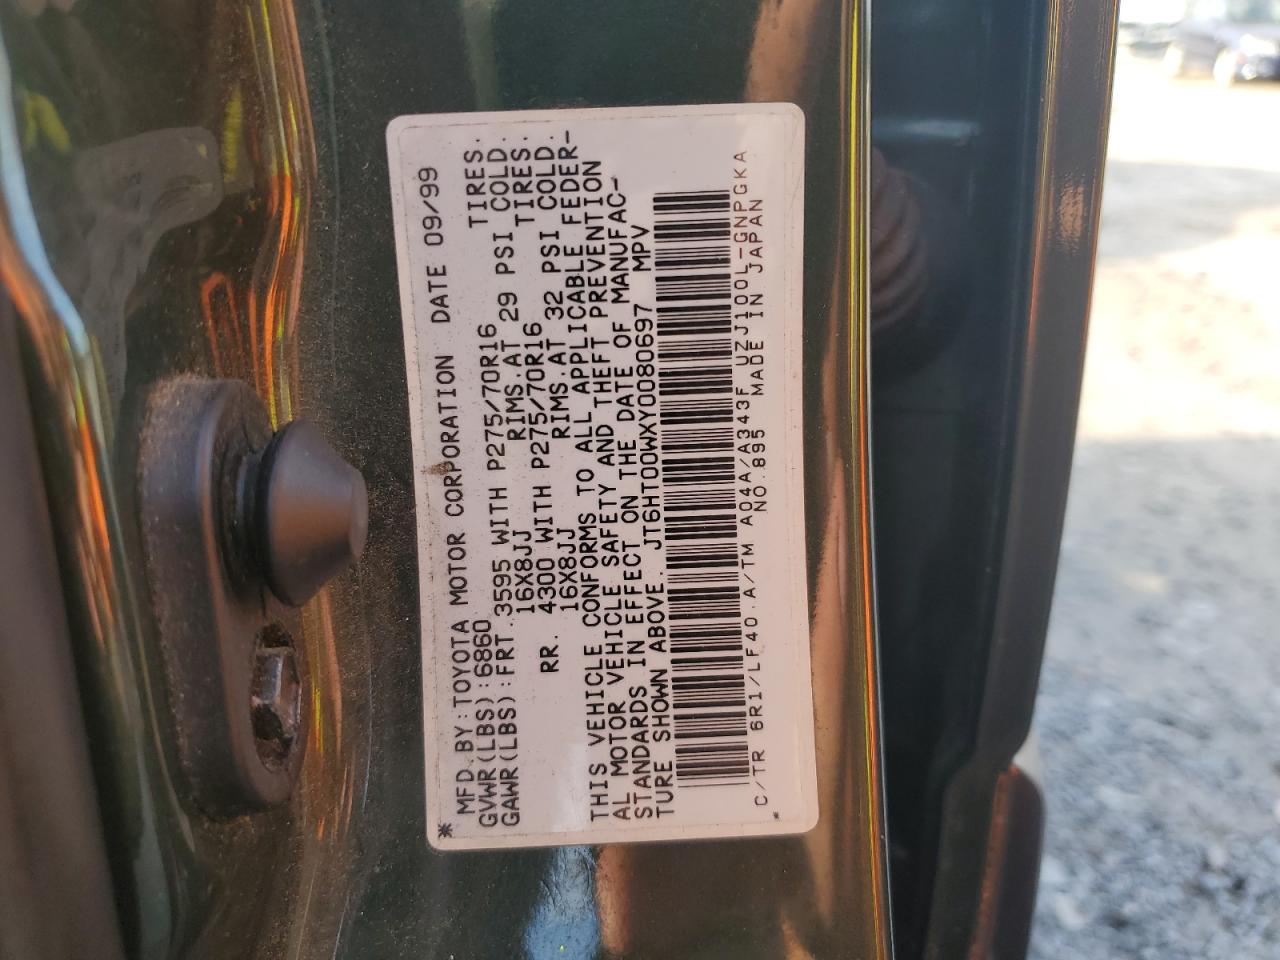 * MFD.BY:TOYOTA MOTOR CORPORATION DATE 09/99
GVWR(LBS):6860
GAWR(LBS):FRT.3595 WITH P275/70R16 TIRES.
16X8JJ RIMS.AT 29 PSI COLD.
RR. 4300 WITH P275/70R16 TIRES.
16X8JJ RIMS.AT 32 PSI COLD.
THIS VEHICLE CONFORMS TO ALL APPLICABLE FEDER-
AL MOTOR VEHICLE SAFETY AND THEFT PREVENTION
STANDARDS IN EFFECT ON THE DATE OF MANUFAC-
TURE SHOWN ABOVE. JT6HT00WXY0080697 MPV
C/TR 6R1/LF40.A/TM A04A/A343F UZJ100L-GNPGKA
* NO.895 MADE IN JAPAN